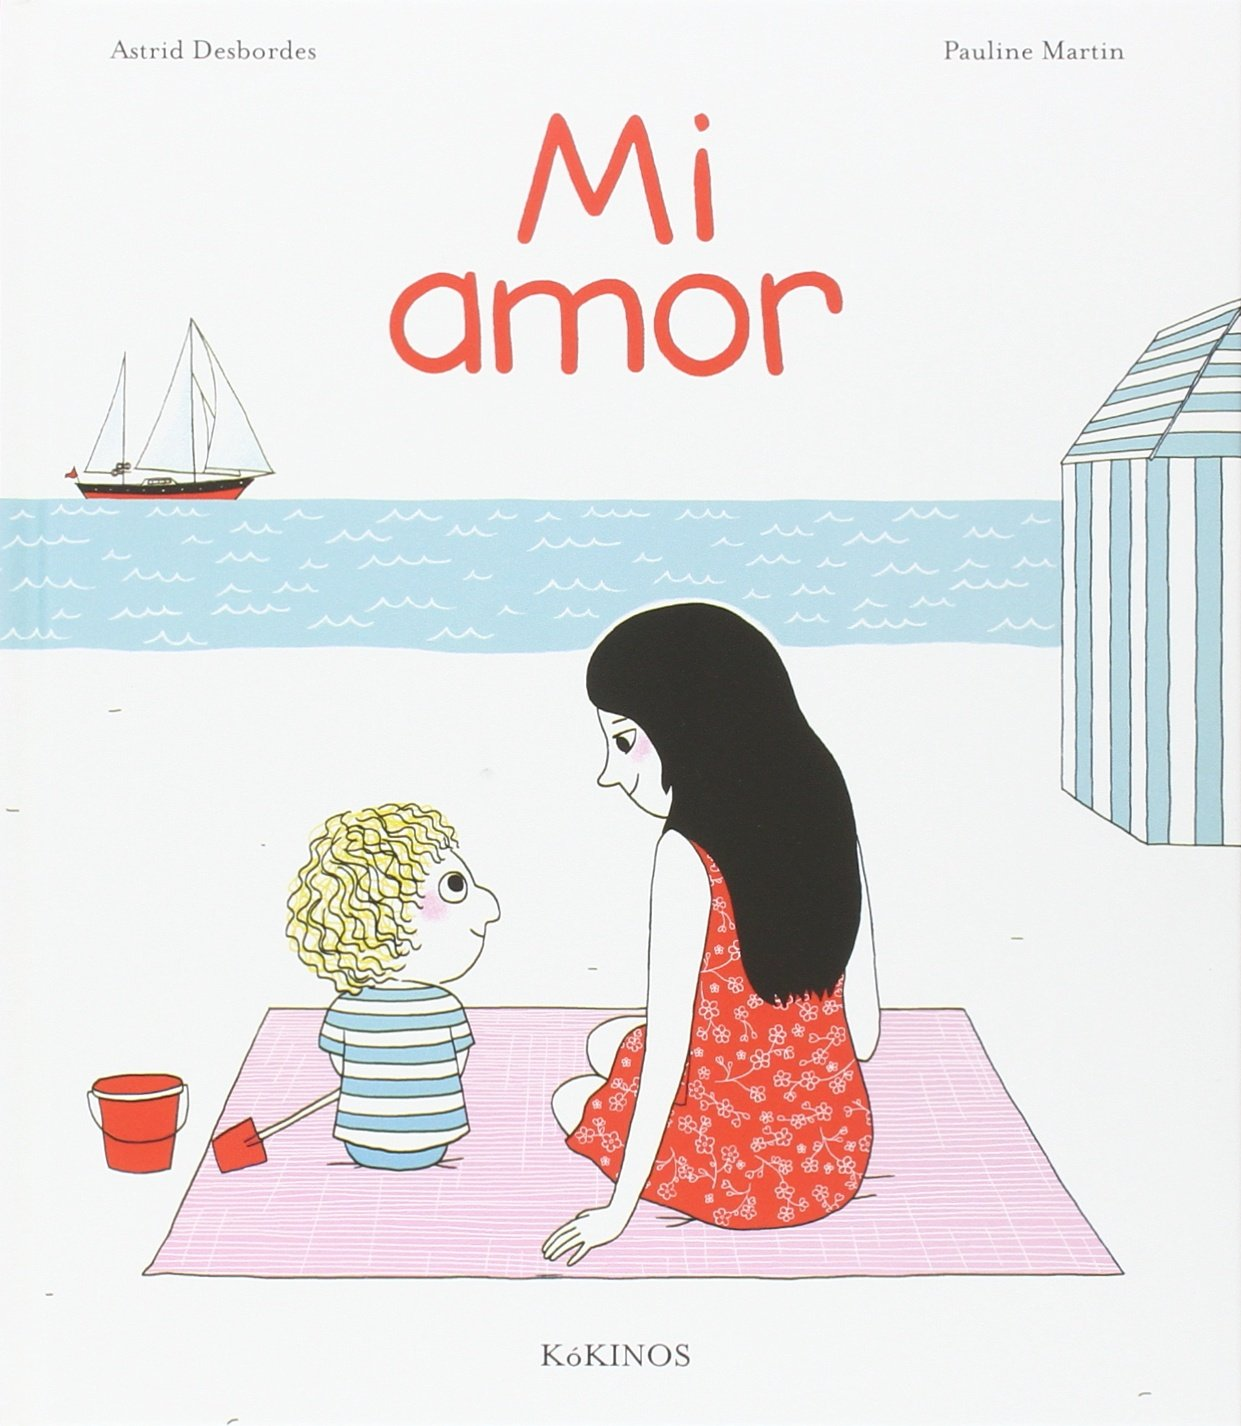 Astrid Desbordes
Pauline Martin
Mi
amor
KóKINOS